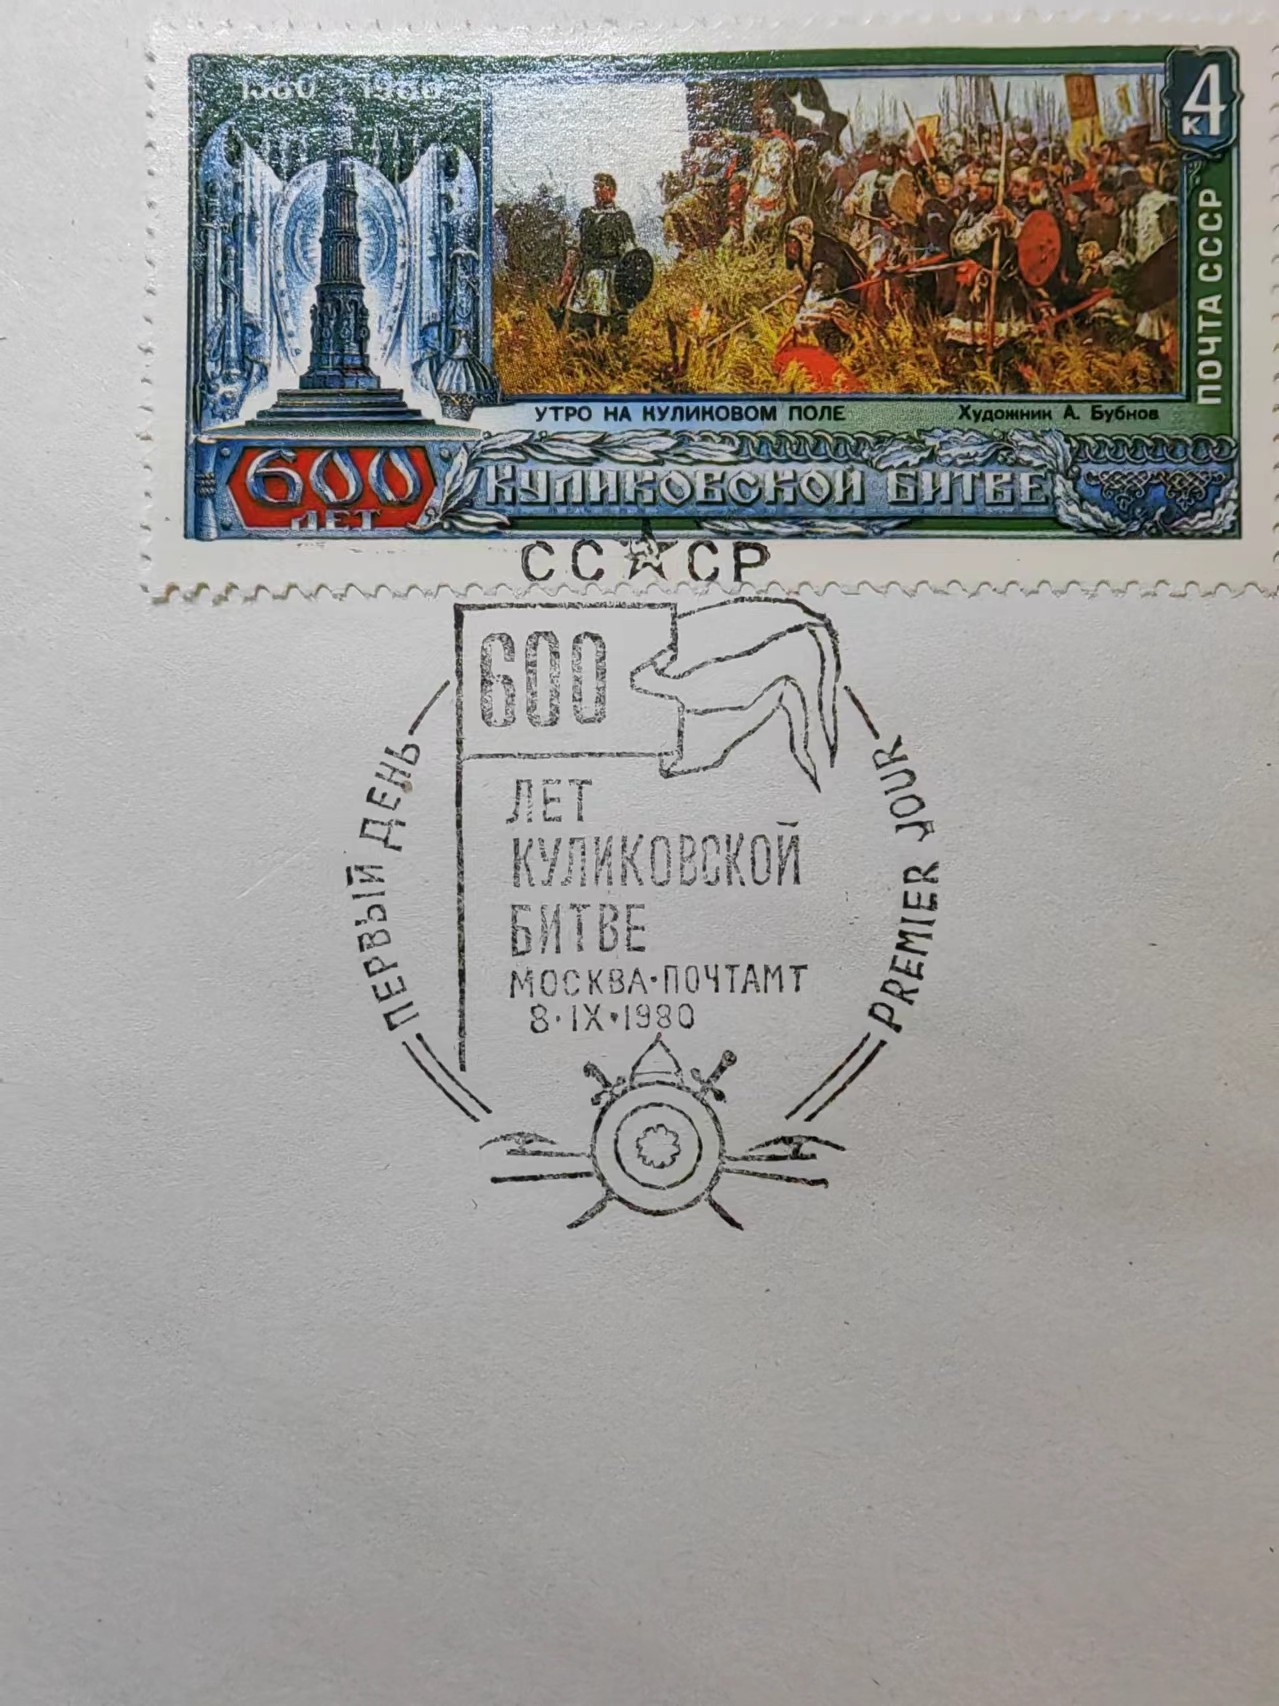 1380 1980
4
К
ПОЧТА СССР
УТРО НА КУЛИКОВОМ ПОЛЕ Художник А. Бубнов
600 КУЛИКОВСКОЙ БИТВЕ
ЛЕТ
СССР
600
ЛЕТ
КУЛИКОВСКОЙ
БИТВЕ
МОСКВА·ПОЧТАМТ
8·IX·1980
ПЕРВЫЙ ДЕНЬ
PREMIER JOUR